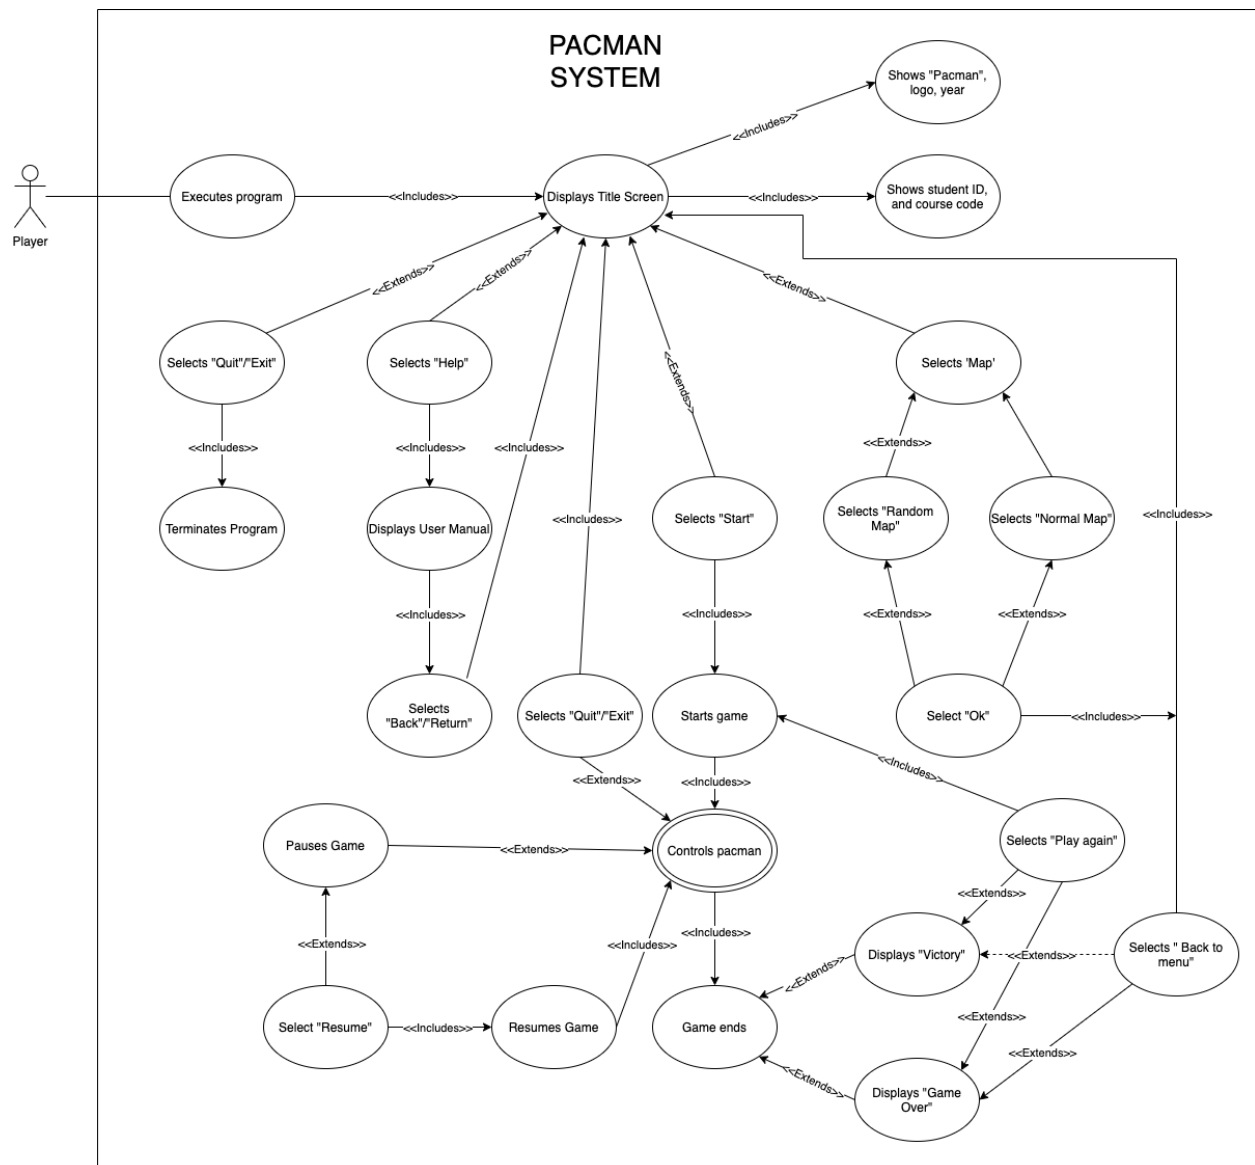 PACMAN
SYSTEM
Shows "Pacman",
logo, year
<<Includes>>
Executes program
<<Includes>>
Displays Title Screen
<<Includes>>
Shows student ID,
and course code
Player
<<Extends>>
<<Extends>>
<<Extends>>
Selects "Quit"/"Exit"
Selects "Help"
<<Extends>>
Selects 'Map'
<<Includes>>
<<Includes>>
<<Includes>>
<<Extends>>
Terminates Program
Displays User Manual
<<Includes>>
Selects "Start"
Selects "Random
Map"
Selects "Normal Map"
<<Includes>>
<<Includes>>
<<Includes>>
<<Extends>>
<<Extends>>
Selects
"Back"/"Return"
Selects "Quit"/"Exit"
Starts game
Select "Ok"
<<Includes>>
<<Extends>>
<<Includes>>
<<Includes>>
Pauses Game
<<Extends>>
Controls pacman
Selects "Play again"
<<Extends>>
<<Extends>>
<<Includes>>
<<Includes>>
Displays "Victory"
<<Extends>>
Selects " Back to
menu"
<<Extends>>
Select "Resume"
<<Includes>>
Resumes Game
Game ends
<<Extends>>
<<Extends>>
<<Extends>>
Displays "Game
Over"